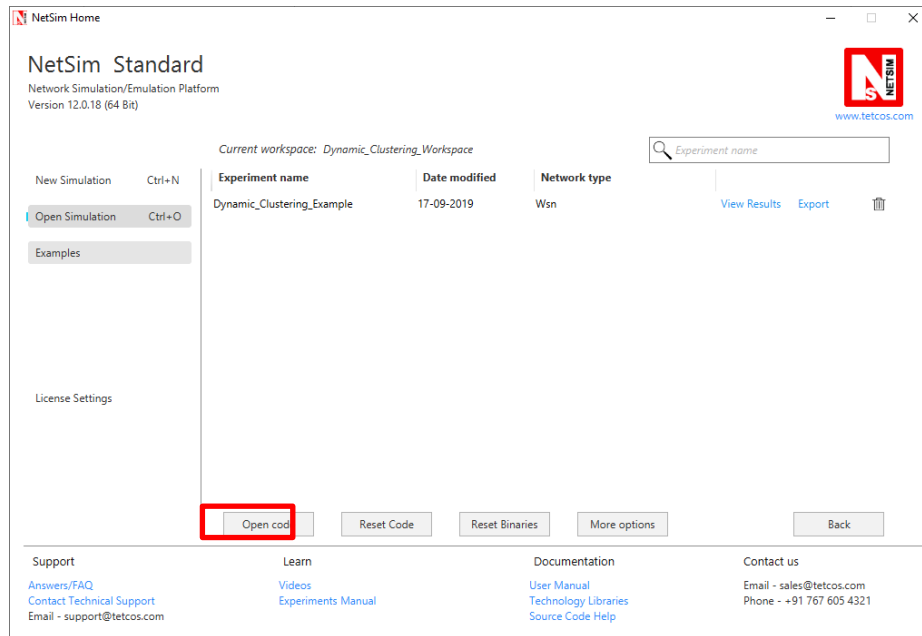 NetSim Home
NetSim Standard
Network Simulation/Emulation Platform
Version 12.0.18 (64 Bit)
NETSIM
NS
www.tetcos.com
Current workspace: Dynamic_Clustering_Workspace
Experiment name
New Simulation Ctrl+N
Open Simulation Ctrl+O
Examples
License Settings
Experiment name Date modified Network type
Dynamic_Clustering_Example 17-09-2019 Wsn View Results Export
Open cod Reset Code Reset Binaries More options Back
Support
Answers/FAQ
Contact Technical Support
Email - support@tetcos.com
Learn
Videos
Experiments Manual
Documentation
User Manual
Technology Libraries
Source Code Help
Contact us
Email - sales@tetcos.com
Phone - +91 767 605 4321